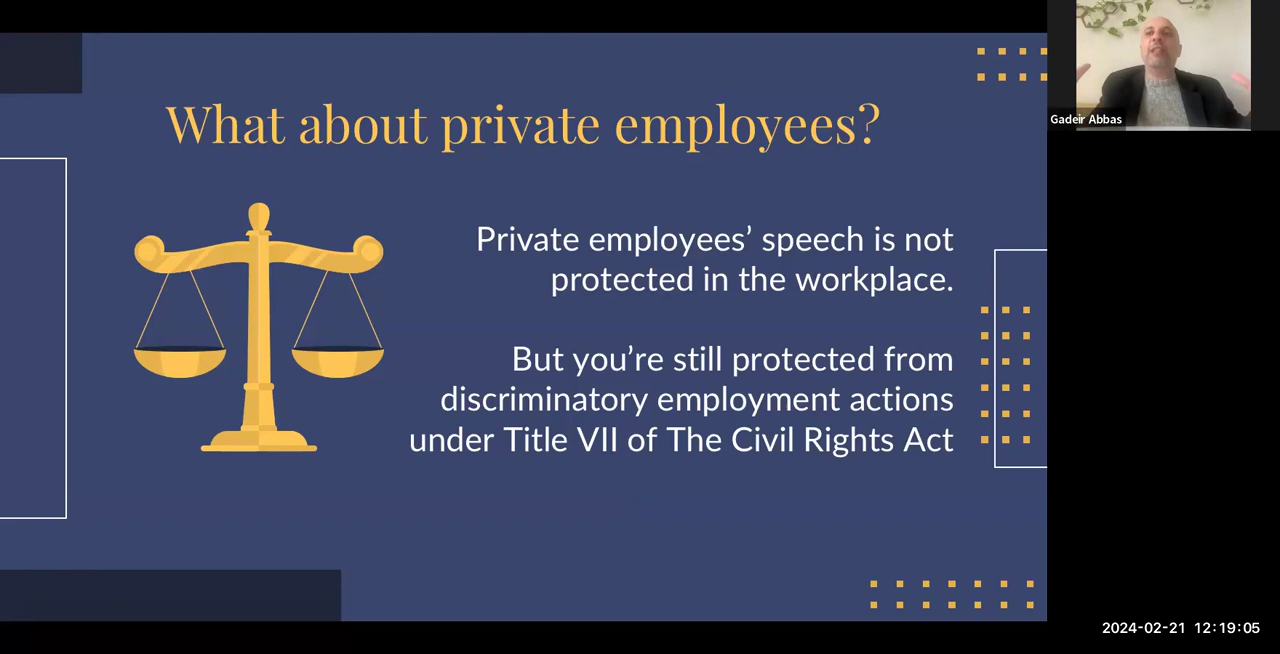 What about private employees?
Private employees’ speech is not
protected in the workplace.
But you’re still protected from
discriminatory employment actions
under Title VII of The Civil Rights Act
Gadeir Abbas
2024-02-21 12:19:05